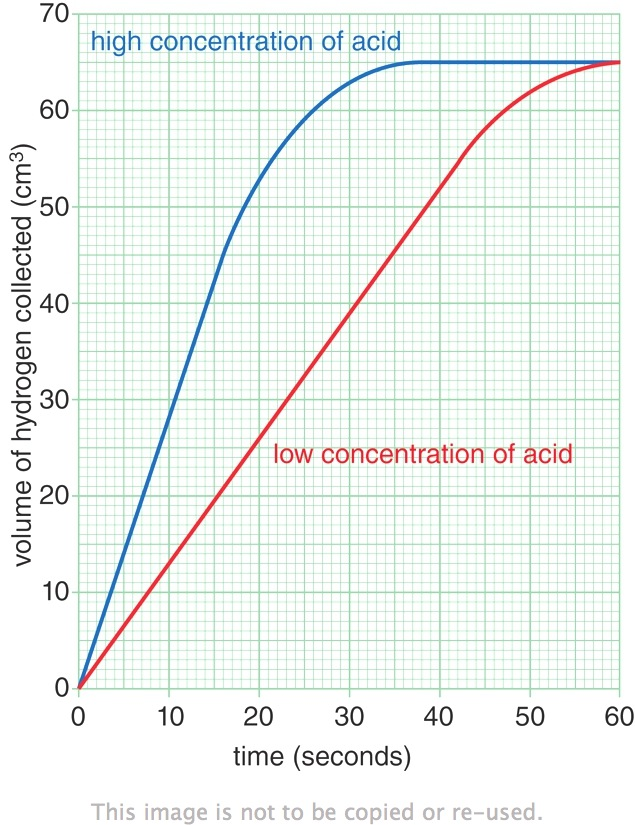 70
high concentration of acid
60
50
40
30
low concentration of acid
20
10
0
volume of hydrogen collected (cm³)
0 10 20 30 40 50 60
time (seconds)
This image is not to be copied or re-used.